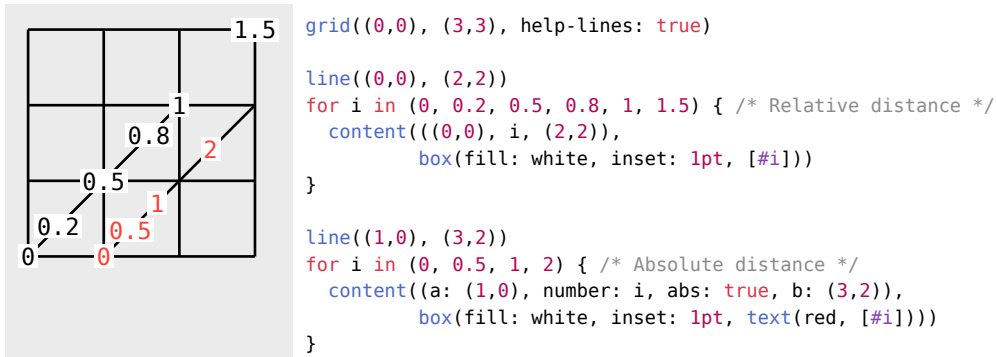 1.5
1
0.8
2
0.5
1
0.2
0.5
0
0
grid((0,0), (3,3), help-lines: true)

line((0,0), (2,2))
for i in (0, 0.2, 0.5, 0.8, 1, 1.5) { /* Relative distance */
  content(((0,0), i, (2,2)),
          box(fill: white, inset: 1pt, [#i]))
}

line((1,0), (3,2))
for i in (0, 0.5, 1, 2) { /* Absolute distance */
  content((a: (1,0), number: i, abs: true, b: (3,2)),
          box(fill: white, inset: 1pt, text(red, [#i])))
}